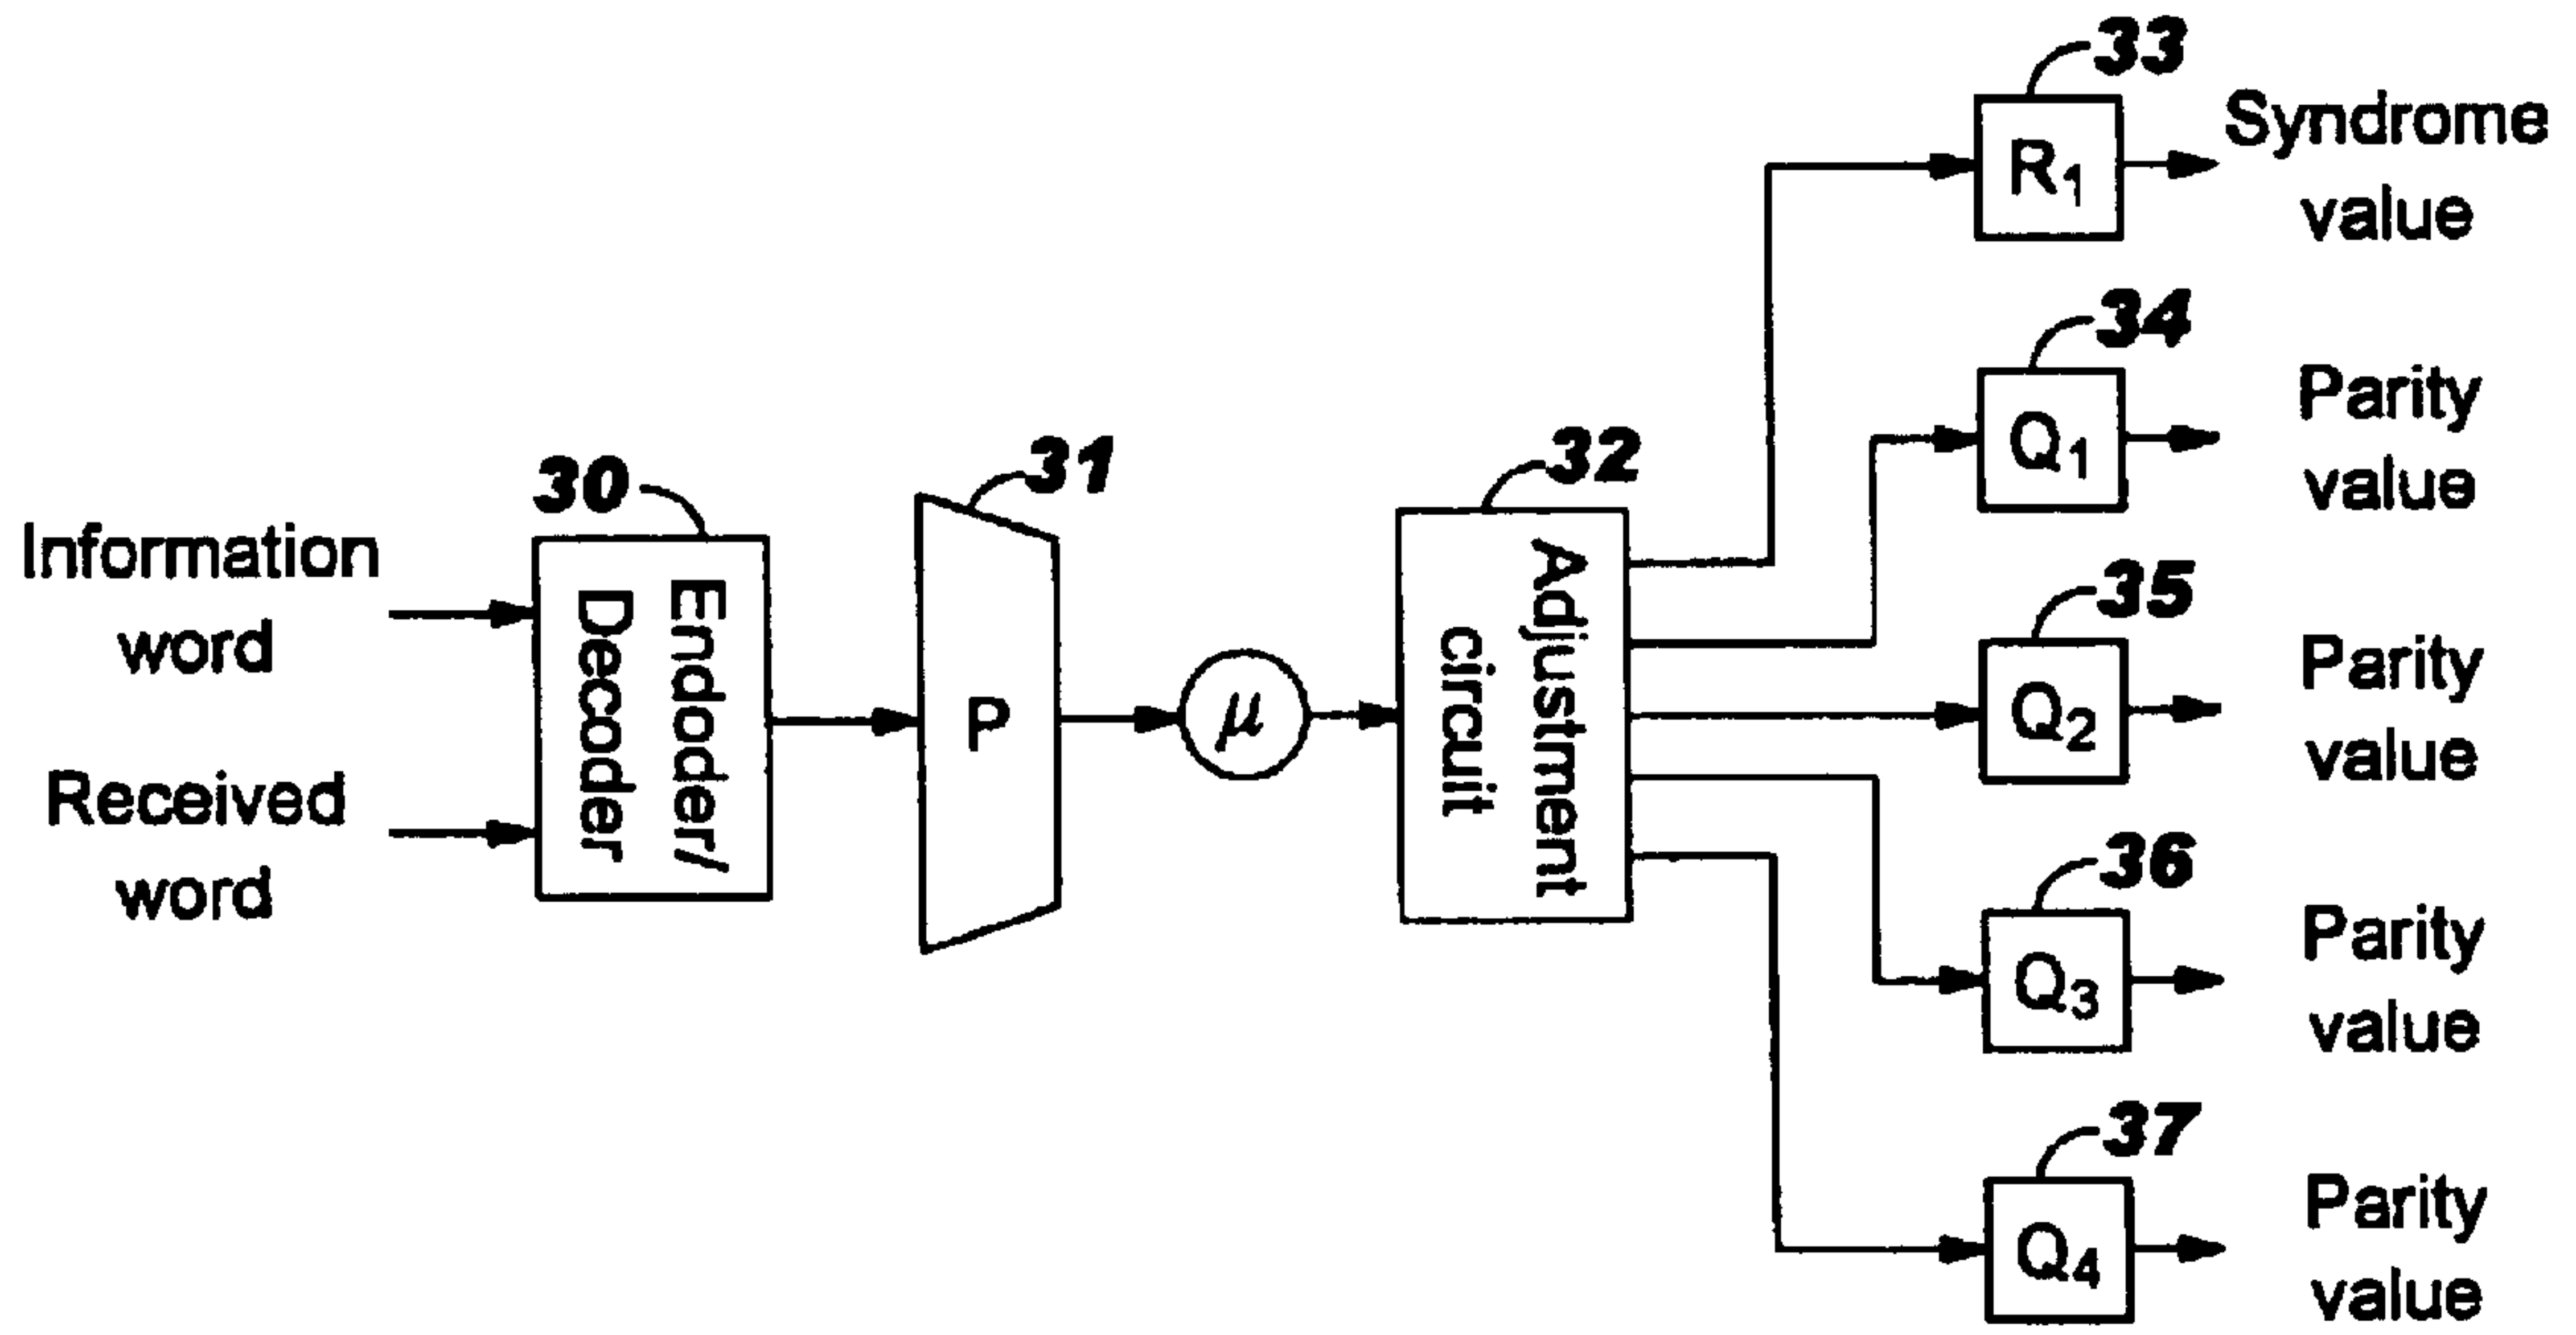 Information
word
Received
word
30
Endoder/
Decoder
31
P
μ
32
Adjustment
circuit
33
R1
Syndrome
value
34
Q1
Parity
value
35
Q2
Parity
value
36
Q3
Parity
value
37
Q4
Parity
value